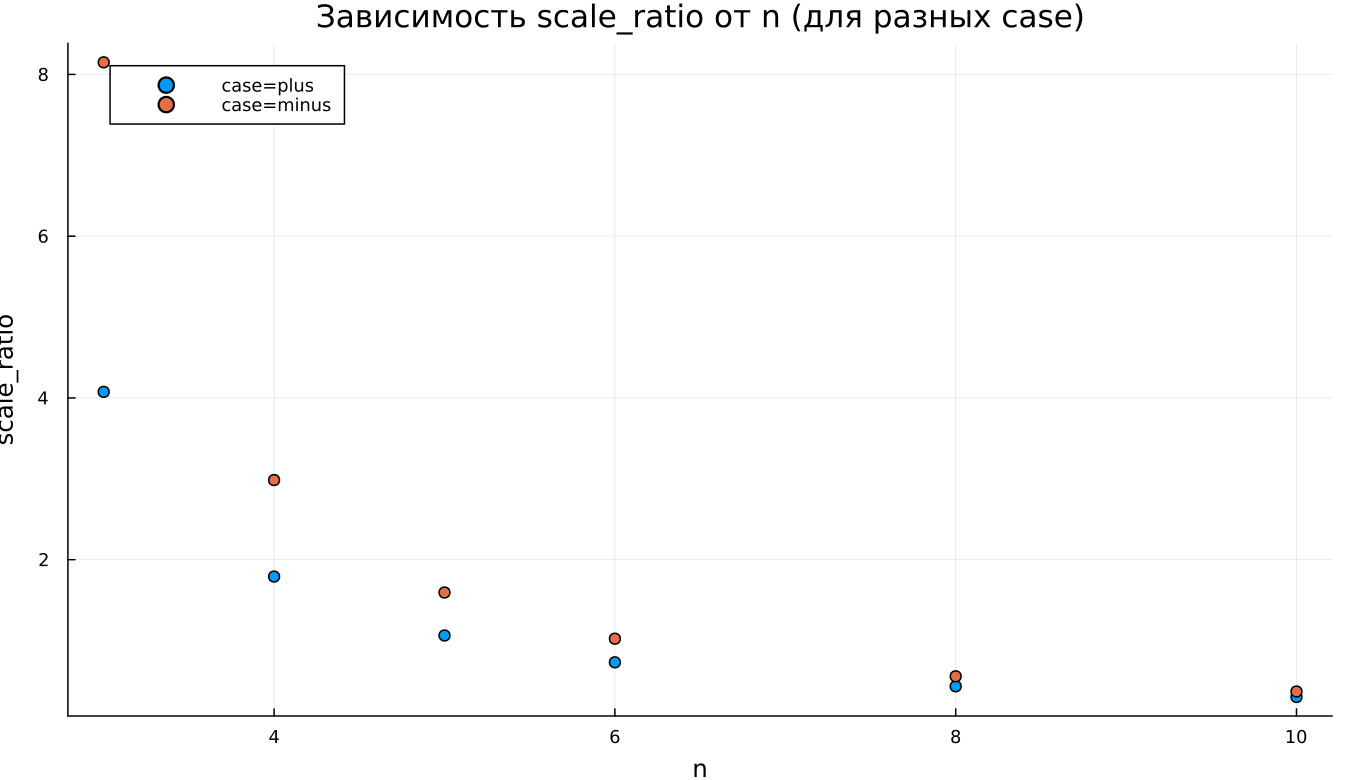 Зависимость scale_ratio от n (для разных case)
case=plus
case=minus
8
6
4
2
scale_ratio
4
6
8
10
n